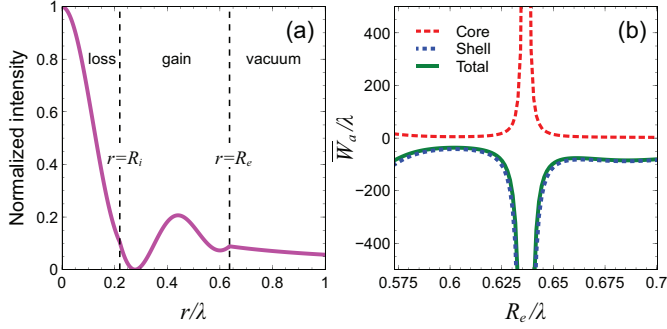 (a)
loss
gain
vacuum
r=R_i
r=R_e
Normalized intensity
1.0
0.8
0.6
0.4
0.2
0
0
0.2
0.4
0.6
0.8
1
r/λ
(b)
Core
Shell
Total
W̅_a/λ
400
200
0
−200
−400
0.575
0.6
0.625
0.65
0.675
0.7
R_e/λ